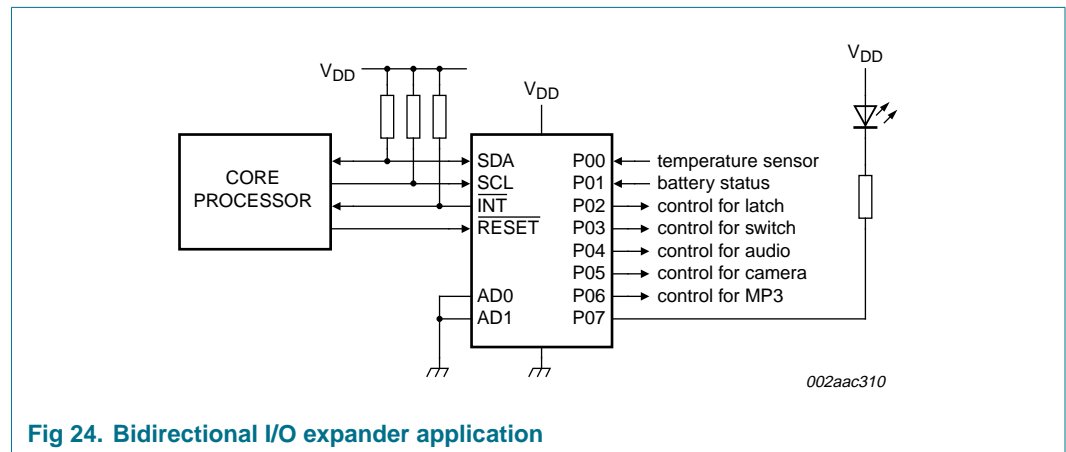 VDD
VDD
VDD
CORE
PROCESSOR
SDA
SCL
INT
RESET
AD0
AD1
P00
P01
P02
P03
P04
P05
P06
P07
temperature sensor
battery status
control for latch
control for switch
control for audio
control for camera
control for MP3
002aac310
Fig 24. Bidirectional I/O expander application